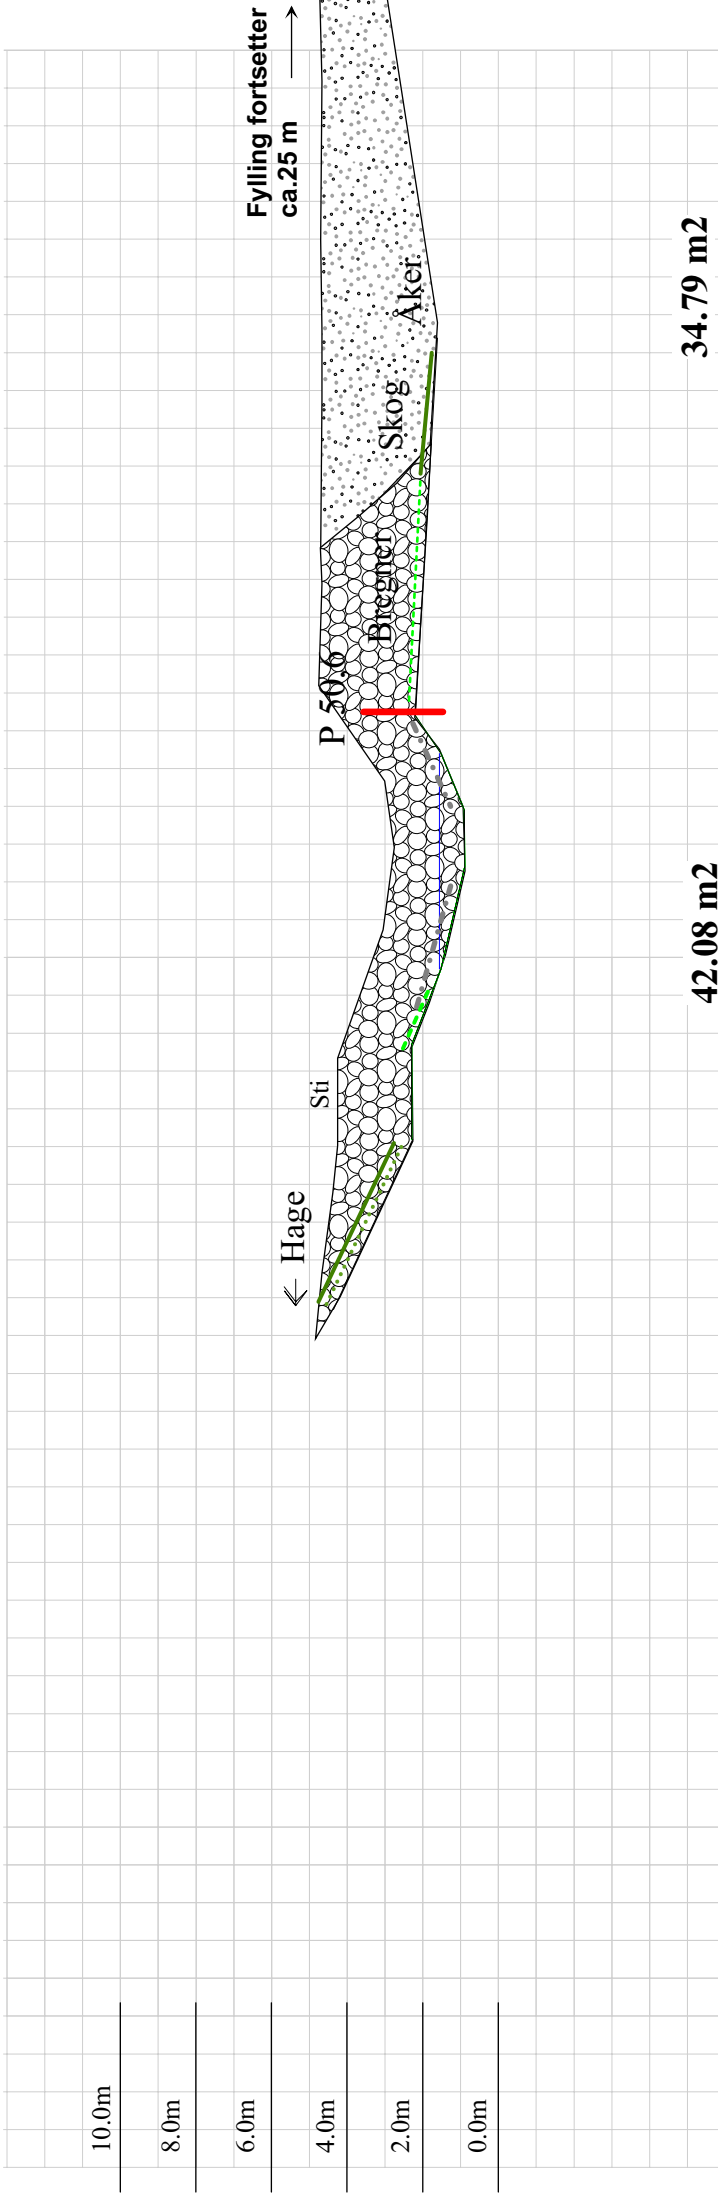 Fylling fortsetter
ca.25 m
Hage
Sti
P 50.6
Bregner
Skog
Åker
10.0m
8.0m
6.0m
4.0m
2.0m
0.0m
42.08 m2
34.79 m2